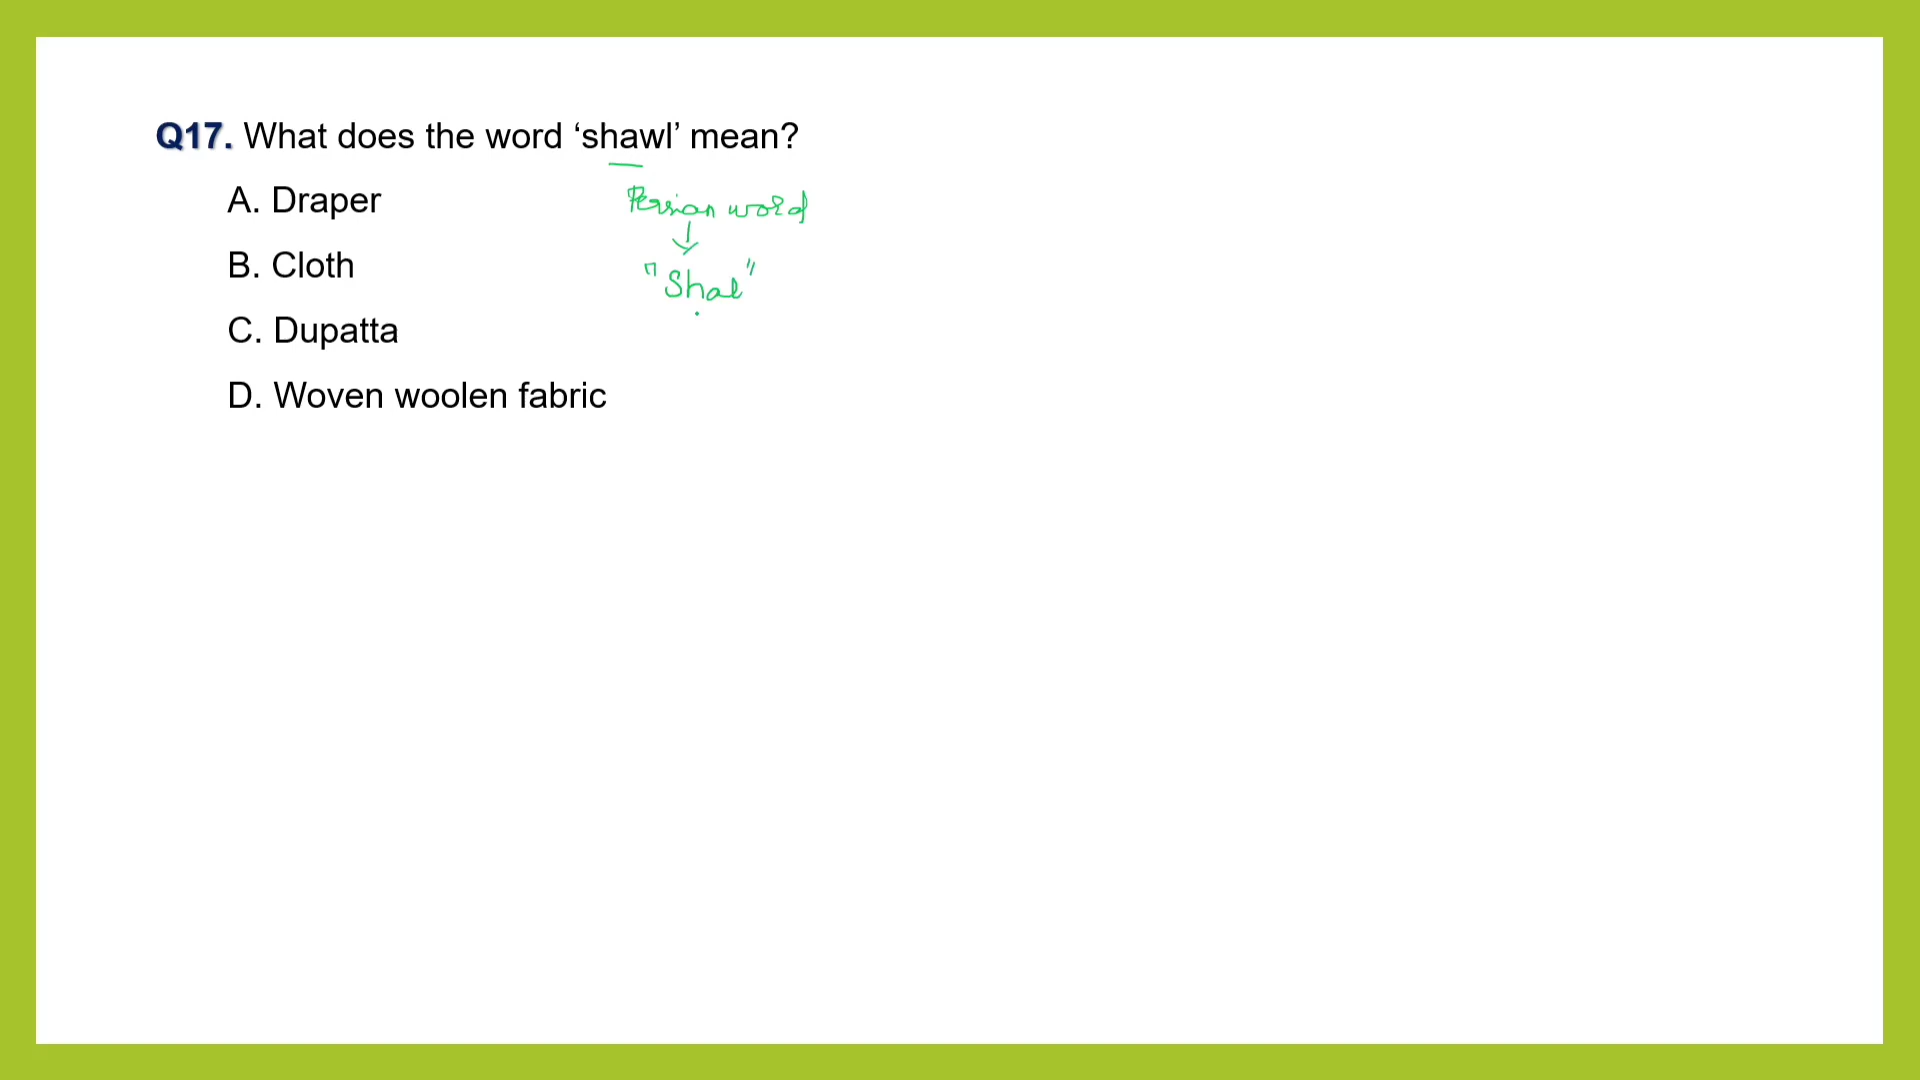 Q17. What does the word ‘shawl’ mean?
A. Draper
Persian word
B. Cloth
"Shal"
C. Dupatta
D. Woven woolen fabric